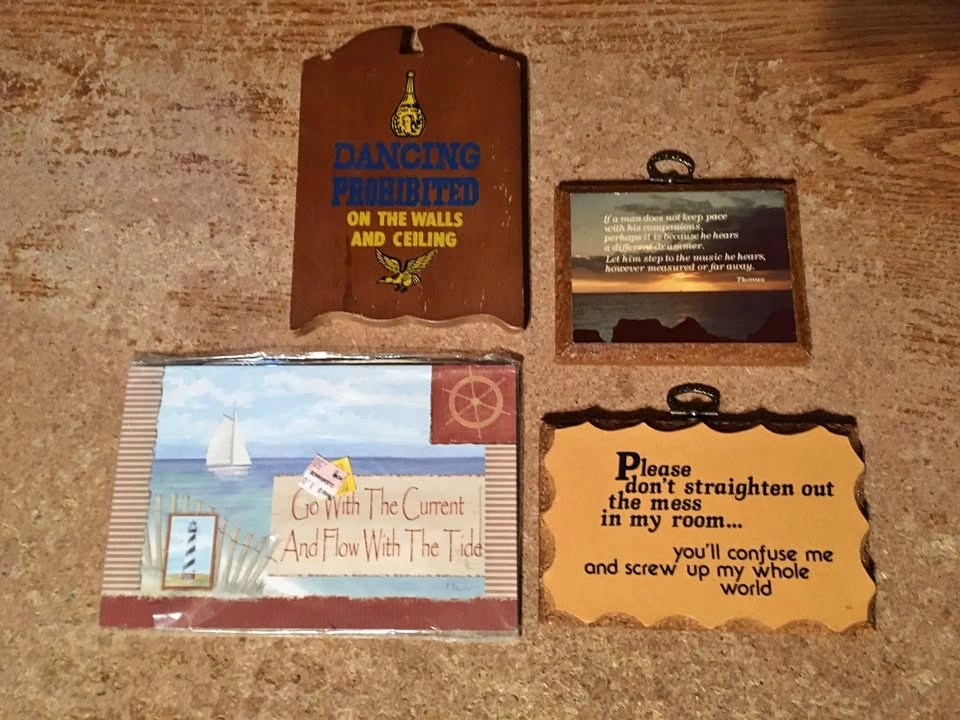 DANCING
PROHIBITED
ON THE WALLS
AND CEILING
If a man does not keep pace
with his companions,
perhaps it is because he hears
a different drummer.
Let him step to the music he hears,
however measured or far away.
Thoreau
Go With The Current
And Flow With The Tide
Please
don't straighten out
the mess
in my room...
you'll confuse me
and screw up my whole
world